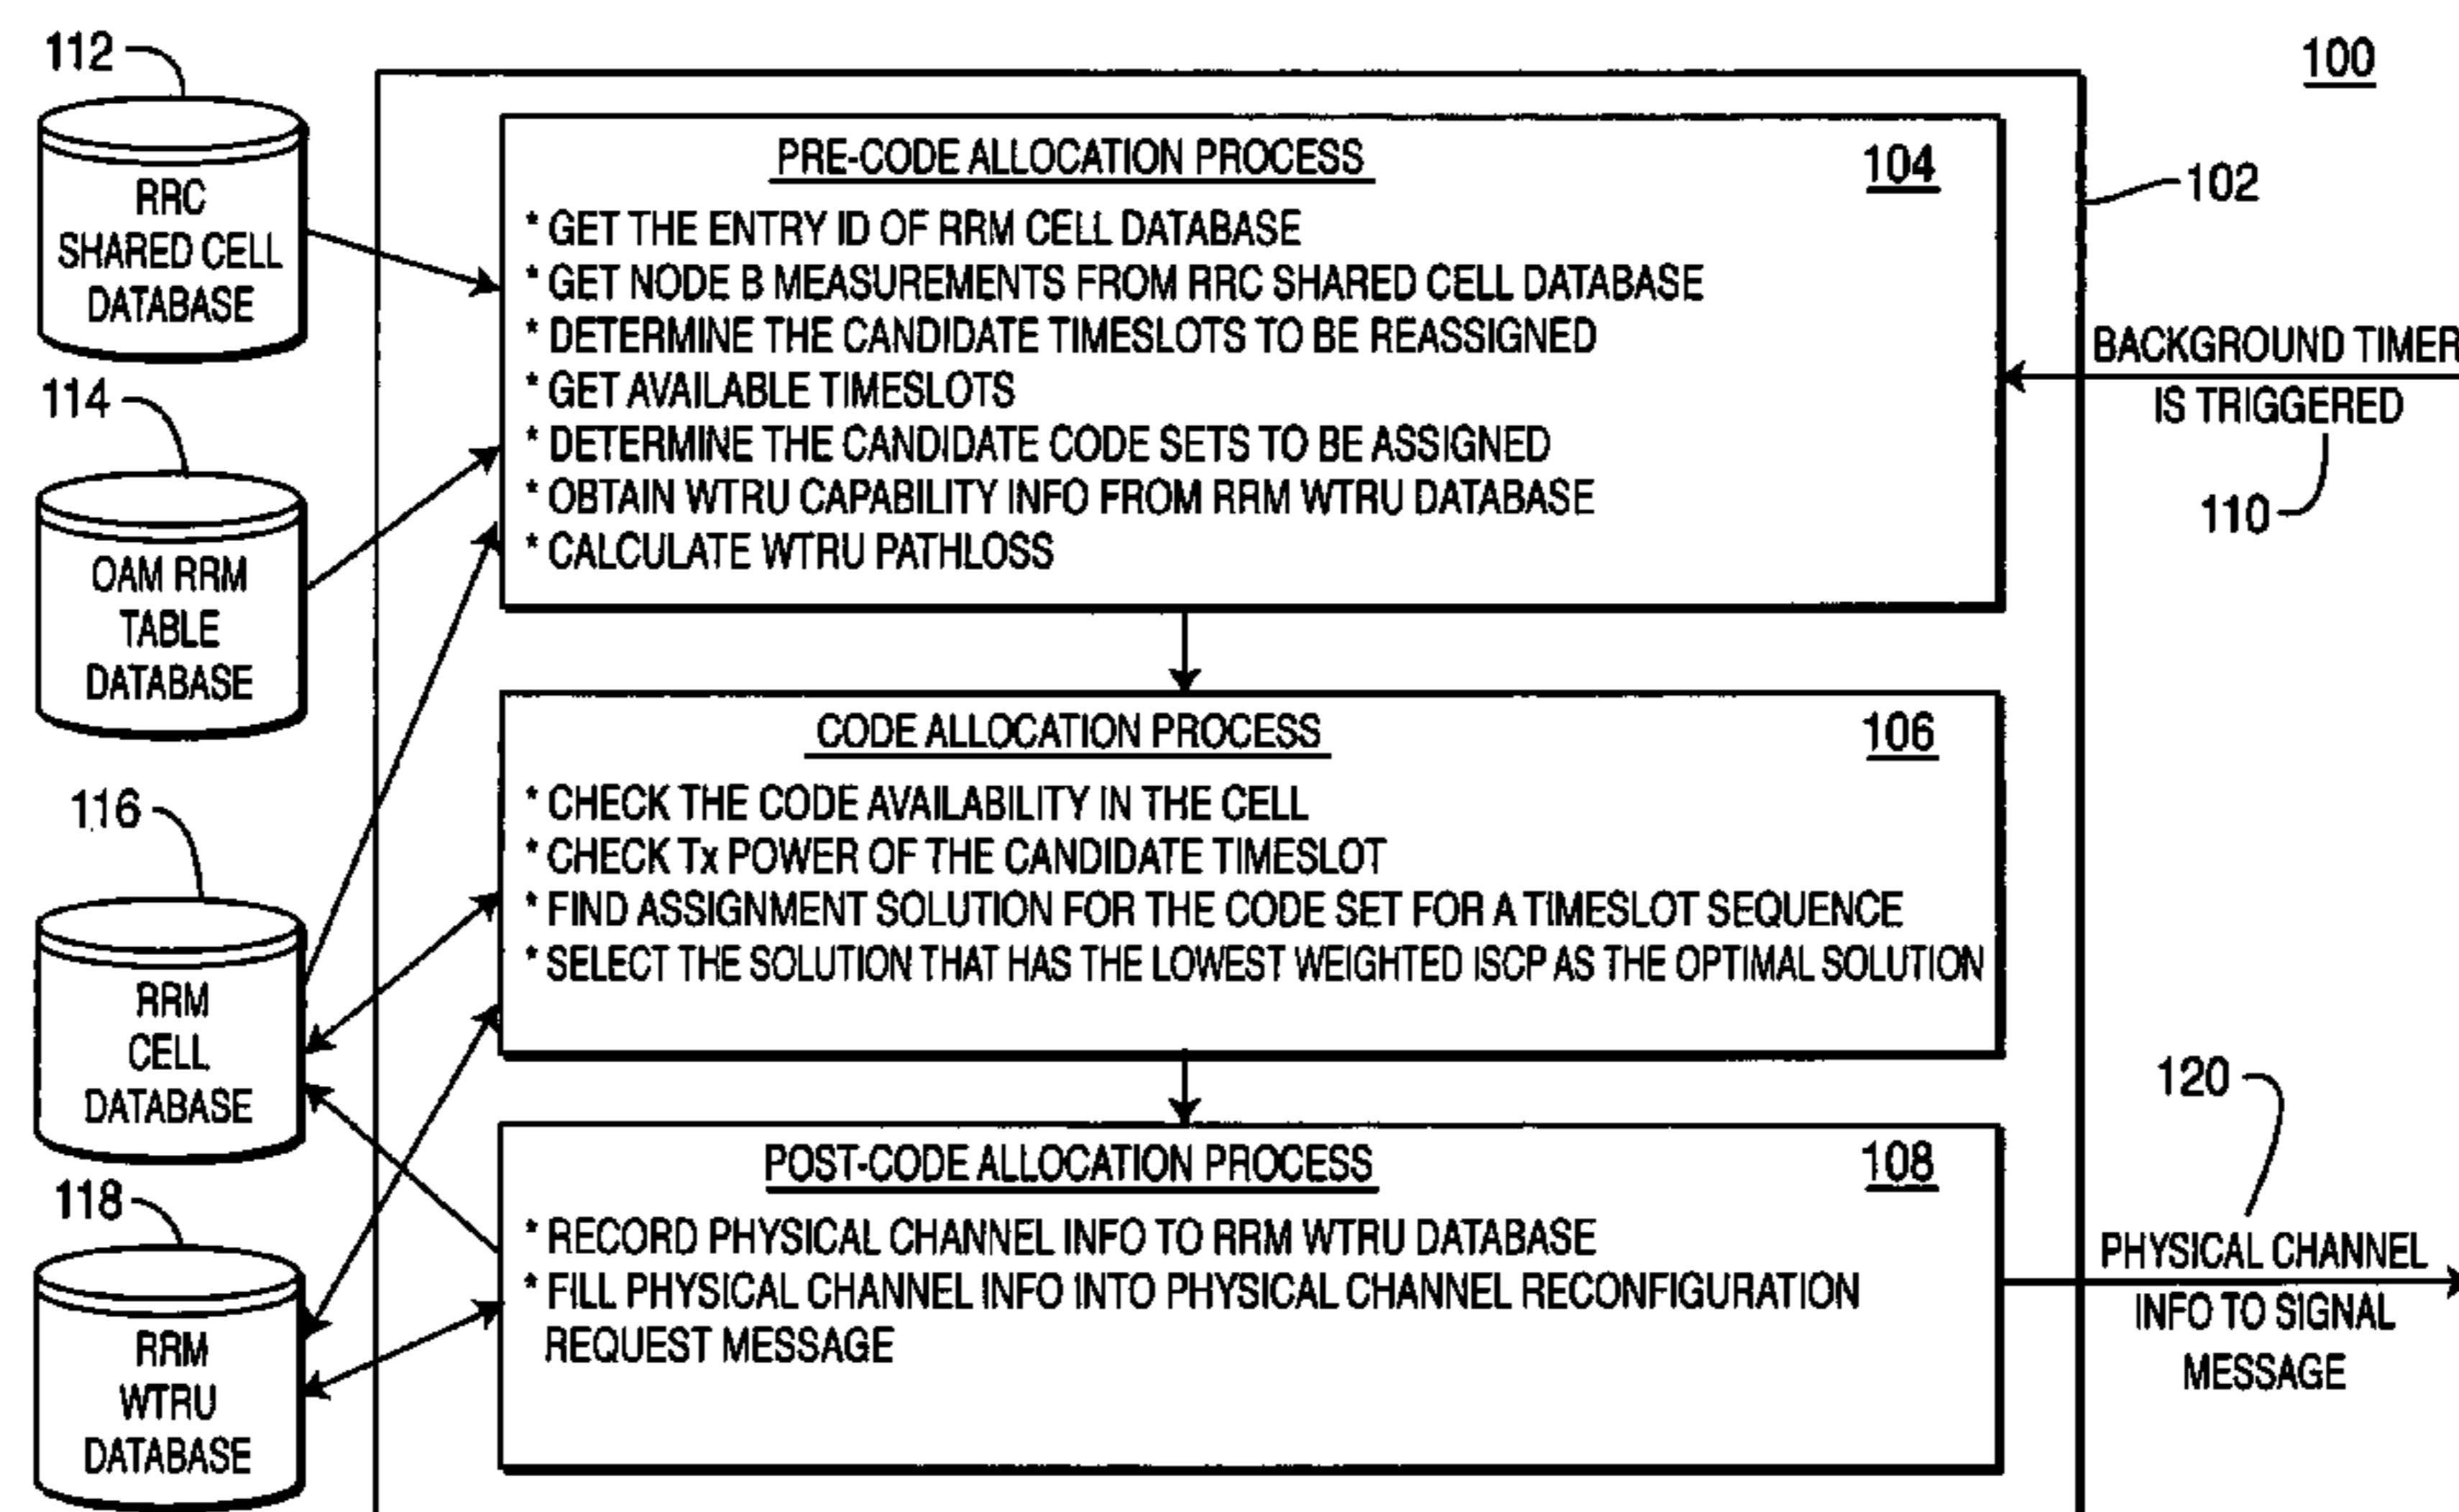 112
100
RRC
SHARED CELL
DATABASE
PRE-CODE ALLOCATION PROCESS
104
* GET THE ENTRY ID OF RRM CELL DATABASE
* GET NODE B MEASUREMENTS FROM RRC SHARED CELL DATABASE
* DETERMINE THE CANDIDATE TIMESLOTS TO BE REASSIGNED
* GET AVAILABLE TIMESLOTS
* DETERMINE THE CANDIDATE CODE SETS TO BE ASSIGNED
* OBTAIN WTRU CAPABILITY INFO FROM RRM WTRU DATABASE
* CALCULATE WTRU PATHLOSS
102
BACKGROUND TIMER
IS TRIGGERED
110
114
OAM RRM
TABLE
DATABASE
CODE ALLOCATION PROCESS
106
* CHECK THE CODE AVAILABILITY IN THE CELL
* CHECK Tx POWER OF THE CANDIDATE TIMESLOT
* FIND ASSIGNMENT SOLUTION FOR THE CODE SET FOR A TIMESLOT SEQUENCE
* SELECT THE SOLUTION THAT HAS THE LOWEST WEIGHTED ISCP AS THE OPTIMAL SOLUTION
116
RRM
CELL
DATABASE
POST-CODE ALLOCATION PROCESS
108
* RECORD PHYSICAL CHANNEL INFO TO RRM WTRU DATABASE
* FILL PHYSICAL CHANNEL INFO INTO PHYSICAL CHANNEL RECONFIGURATION
REQUEST MESSAGE
118
RRM
WTRU
DATABASE
120
PHYSICAL CHANNEL
INFO TO SIGNAL
MESSAGE